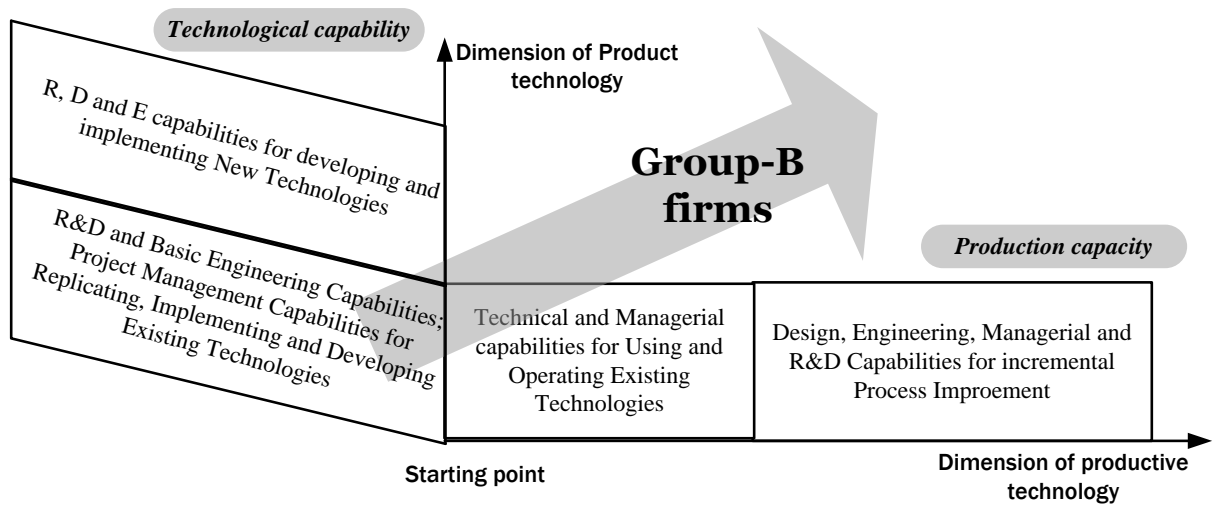 Technological capability
Dimension of Product
technology
R, D and E capabilities for developing and
implementing New Technologies
Group-B
firms
R&D and Basic Engineering Capabilities;
Project Management Capabilities for
Replicating, Implementing and Developing
Existing Technologies
Production capacity
Technical and Managerial
capabilities for Using and
Operating Existing
Technologies
Design, Engineering, Managerial and
R&D Capabilities for incremental
Process Improement
Starting point
Dimension of productive
technology